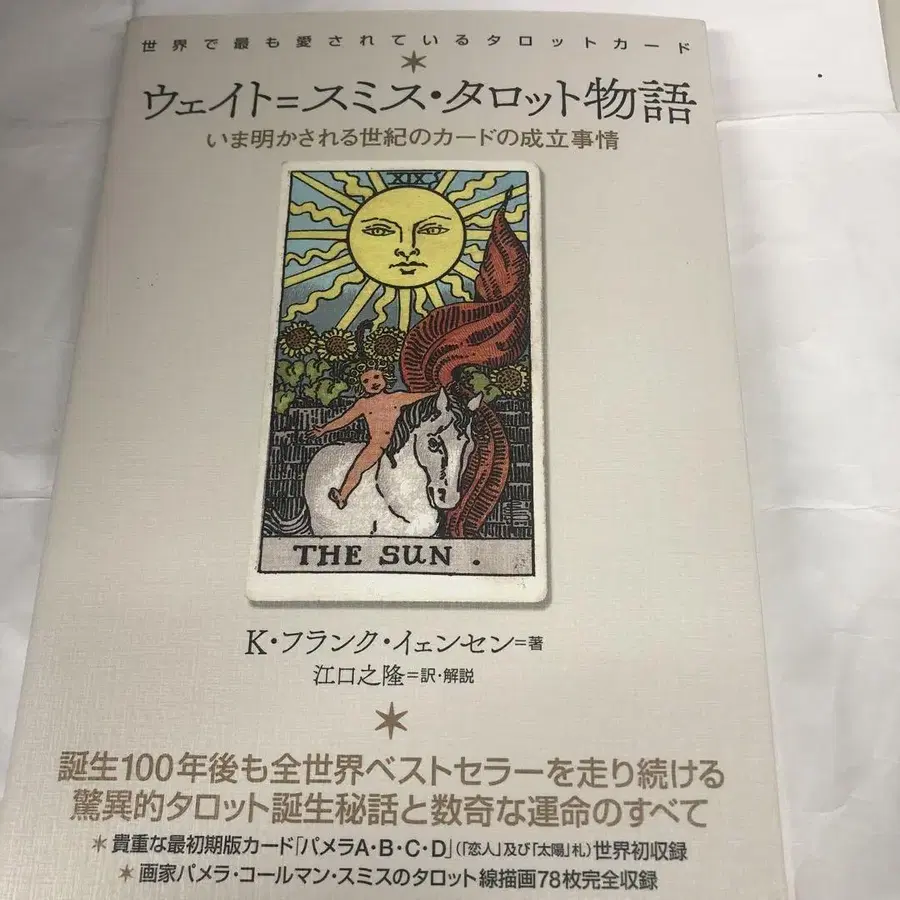 世界で最も愛されているタロットカード
ウェイト=スミス・タロット物語
いま明かされる世紀のカードの成立事情
XIX
THE SUN .
K・フランク・イェンセン=著
江口之隆=訳・解説
誕生100年後も全世界ベストセラーを走り続ける
驚異的タロット誕生秘話と数奇な運命のすべて
＊貴重な最初期版カード「パメラA・B・C・D」(「恋人」及び「太陽」札)世界初収録
＊画家パメラ・コールマン・スミスのタロット線描画78枚完全収録